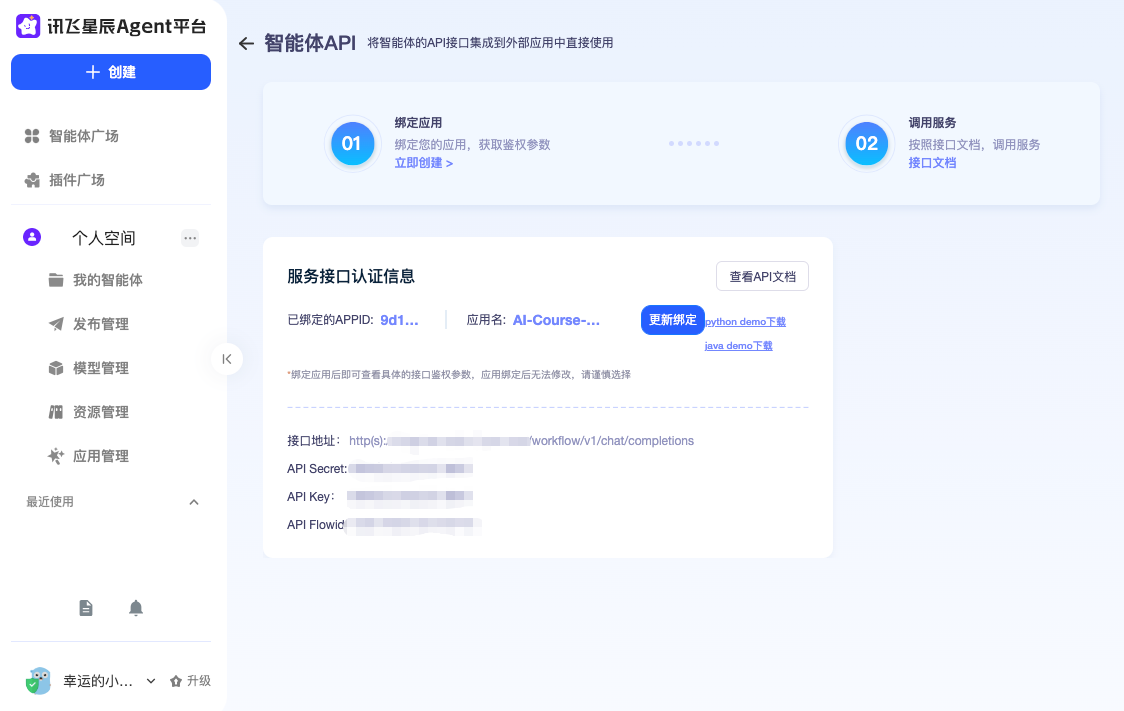 讯飞星辰Agent平台
创建
智能体广场
插件广场
个人空间
我的智能体
发布管理
模型管理
资源管理
应用管理
最近使用
幸运的小... 升级
智能体API 将智能体的API接口集成到外部应用中直接使用
01
绑定应用
绑定您的应用，获取鉴权参数
立即创建 >
02
调用服务
按照接口文档，调用服务
接口文档
服务接口认证信息 查看API文档
已绑定的APPID: 9d1... 应用名: AI-Course-... 更新绑定 python demo下载
java demo下载
*绑定应用后即可查看具体的接口鉴权参数，应用绑定后无法修改，请谨慎选择
接口地址： http(s): /workflow/v1/chat/completions
API Secret:
API Key：
API Flowid